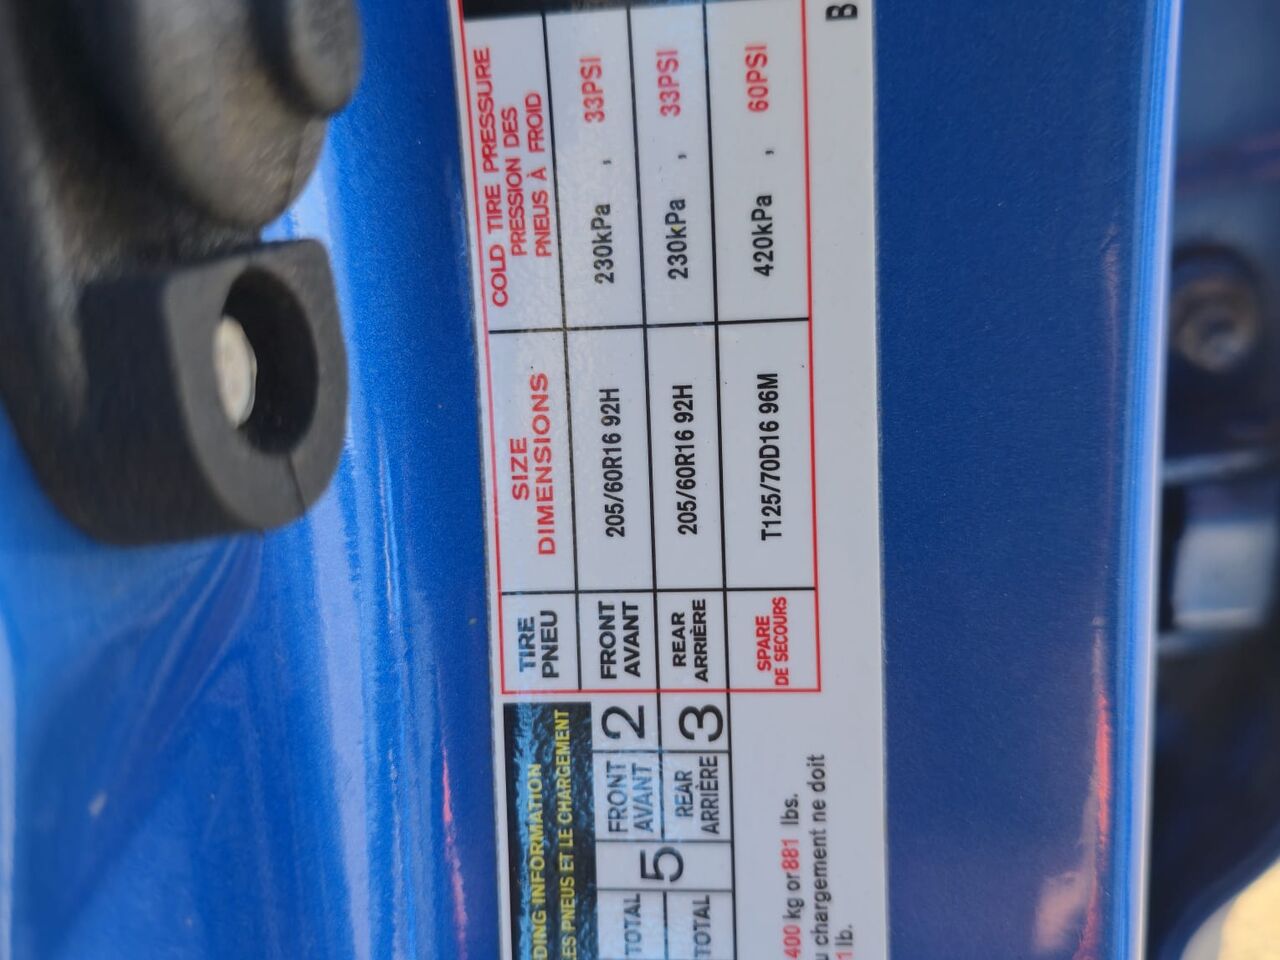 DING INFORMATION
ES PNEUS ET LE CHARGEMENT
TOTAL 5 FRONT AVANT 2
TOTAL REAR ARRIÈRE 3
400 kg or 881 lbs.
u chargement ne doit
1 lb.
TIRE PNEU
SIZE DIMENSIONS
COLD TIRE PRESSURE
PRESSION DES
PNEUS À FROID
FRONT AVANT 205/60R16 92H 230kPa , 33PSI
REAR ARRIÈRE 205/60R16 92H 230kPa , 33PSI
SPARE DE SECOURS T125/70D16 96M 420kPa , 60PSI
B